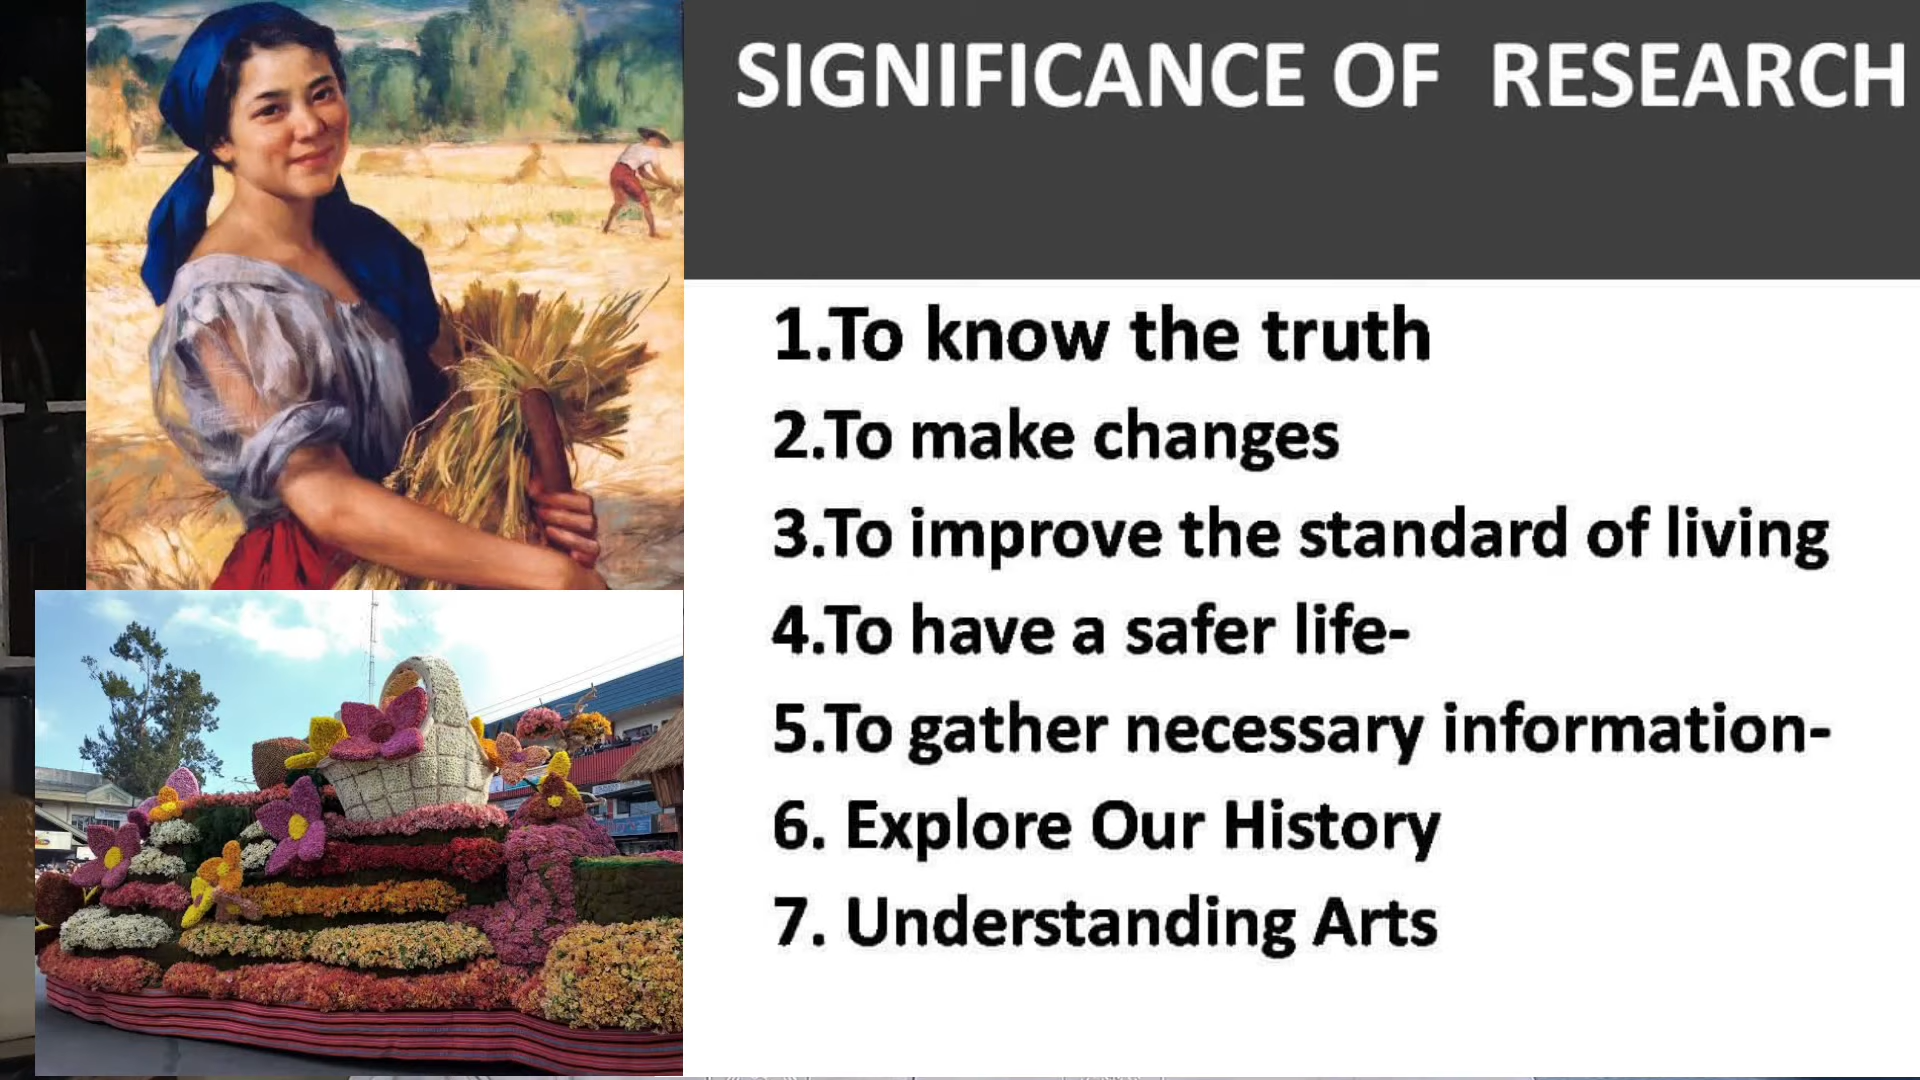 SIGNIFICANCE OF RESEARCH
1.To know the truth
2.To make changes
3.To improve the standard of living
4.To have a safer life-
5.To gather necessary information-
6. Explore Our History
7. Understanding Arts